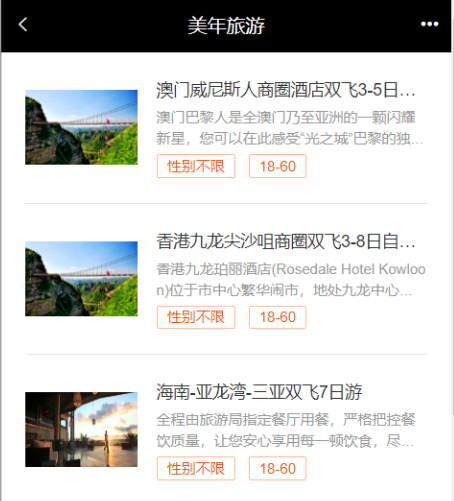 美年旅游
澳门威尼斯人商圈酒店双飞3-5日...
澳门巴黎人是全澳门乃至亚洲的一颗闪耀
新星，您可以在此感受“光之城”巴黎的独...
性别不限 18-60
香港九龙尖沙咀商圈双飞3-8日自...
香港九龙珀丽酒店(Rosedale Hotel Kowloo
n)位于市中心繁华闹市，地处九龙中心...
性别不限 18-60
海南-亚龙湾-三亚双飞7日游
全程由旅游局指定餐厅用餐，严格把控餐
饮质量，让您安心享用每一顿饮食，尽...
性别不限 18-60